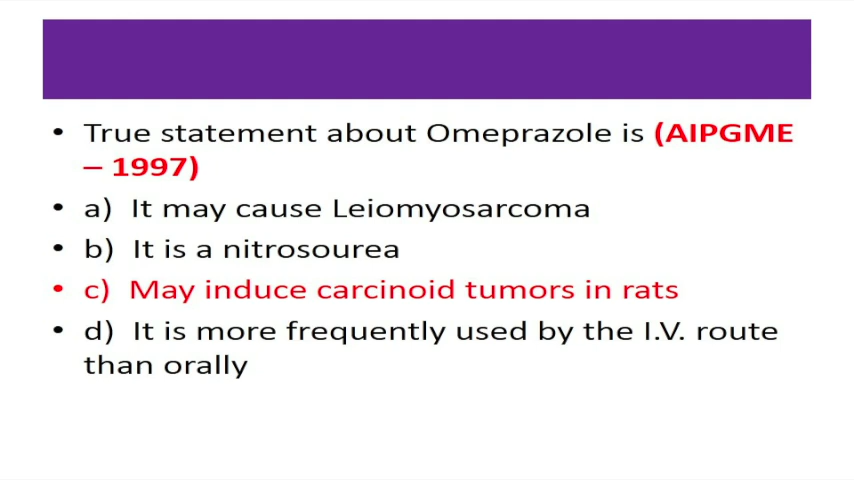 • True statement about Omeprazole is (AIPGME
– 1997)
• a) It may cause Leiomyosarcoma
• b) It is a nitrosourea
• c) May induce carcinoid tumors in rats
• d) It is more frequently used by the I.V. route
than orally